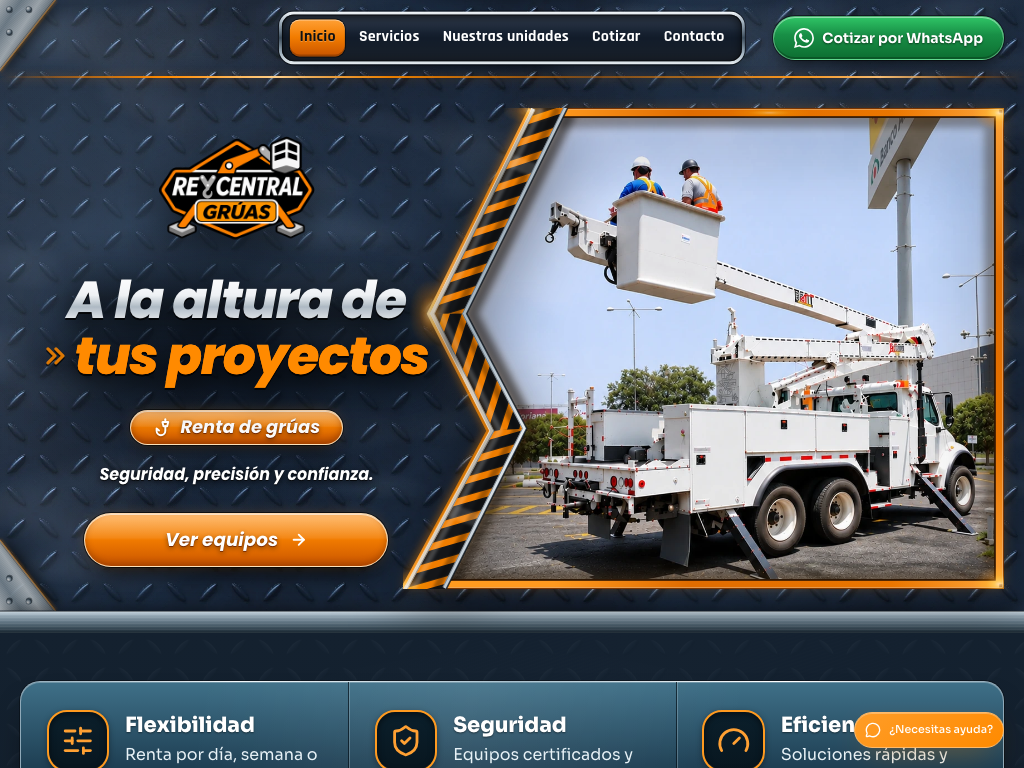 Inicio
Servicios
Nuestras unidades
Cotizar
Contacto
Cotizar por WhatsApp
REYCENTRAL
GRÚAS
A la altura de
» tus proyectos
Renta de grúas
Seguridad, precisión y confianza.
Ver equipos →
Flexibilidad
Renta por día, semana o
Seguridad
Equipos certificados y
Eficien
Soluciones rápidas y
¿Necesitas ayuda?